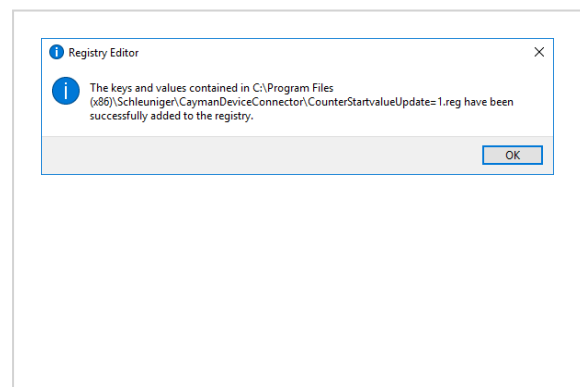 Registry Editor
The keys and values contained in C:\Program Files
(x86)\Schleuniger\CaymanDeviceConnector\CounterStartvalueUpdate=1.reg have been
successfully added to the registry.
OK